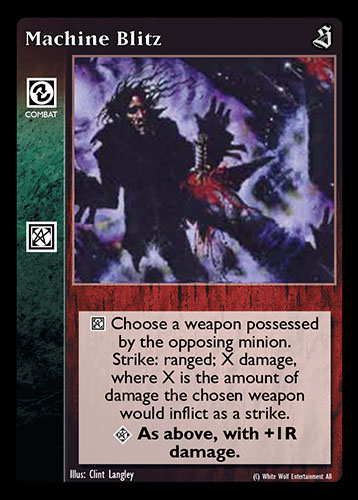 Machine Blitz
COMBAT
Choose a weapon possessed
by the opposing minion.
Strike: ranged; X damage,
where X is the amount of
damage the chosen weapon
would inflict as a strike.
As above, with +1R
damage.
Illus: Clint Langley
(C) White Wolf Entertainment AB